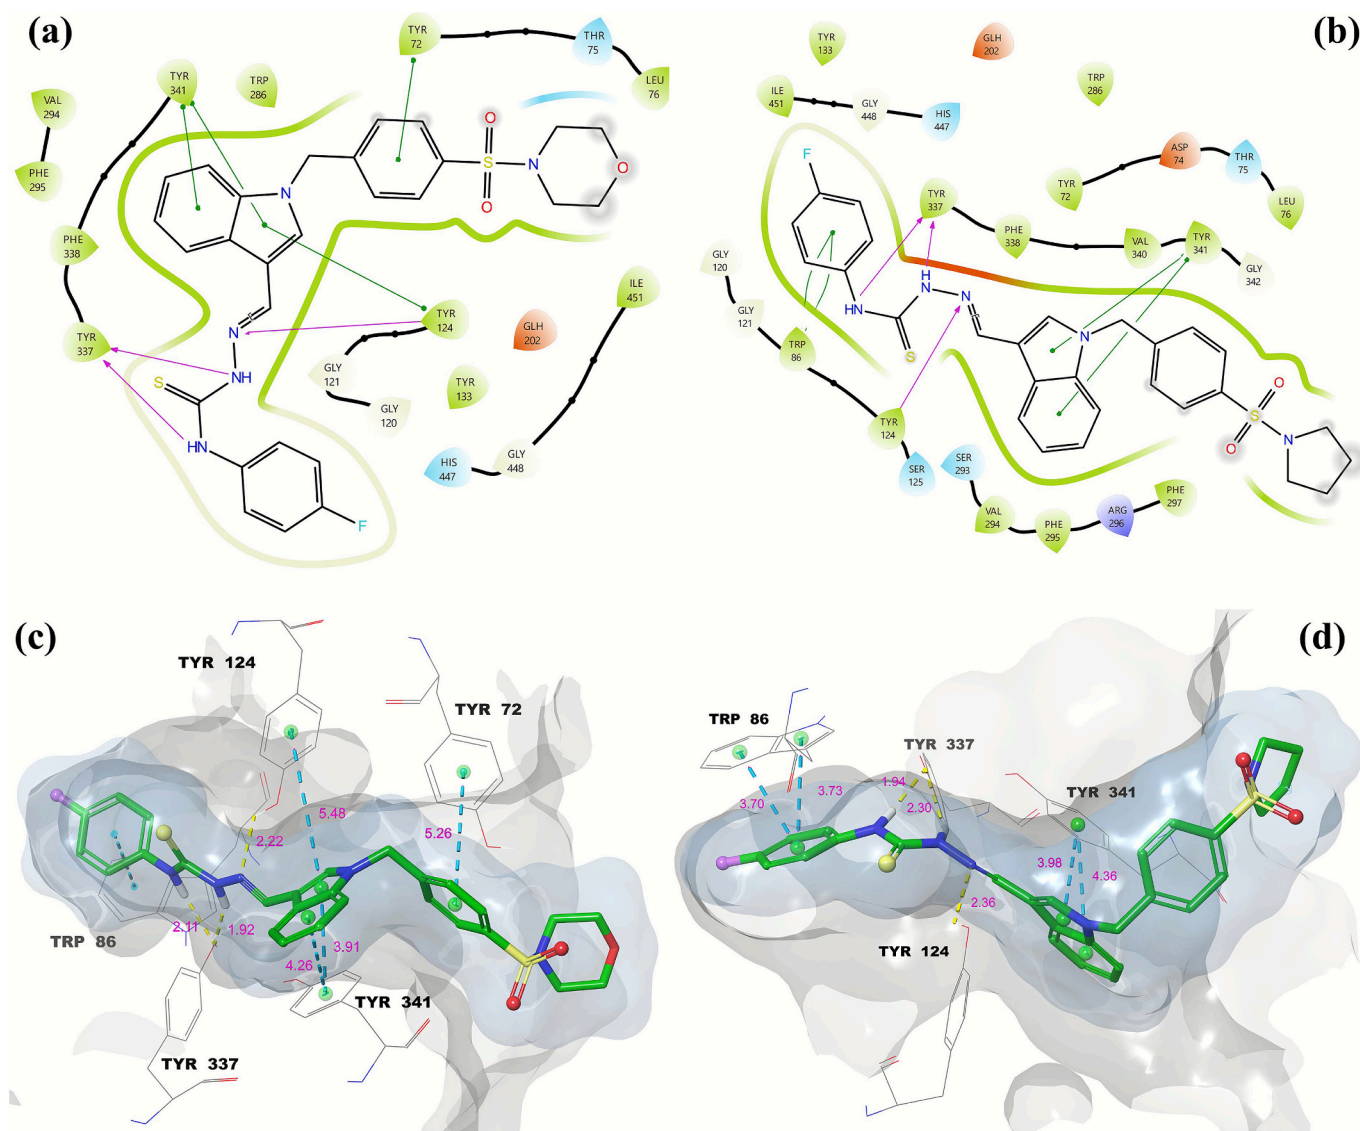 (a)
TYR
72
THR
75
LEU
76
TYR
341
TRP
286
VAL
294
PHE
295
PHE
338
TYR
337
O
S
O
N
O
N
N
NH
S
HN
F
TYR
124
GLY
121
GLY
120
TYR
133
GLH
202
ILE
451
HIS
447
GLY
448
(b)
TYR
133
GLH
202
TRP
286
ILE
451
GLY
448
HIS
447
ASP
74
THR
75
TYR
72
LEU
76
F
TYR
337
PHE
338
VAL
340
TYR
341
GLY
342
GLY
120
GLY
121
TRP
86
TYR
124
SER
125
H
N
HN
N
S
N
O
S
O
N
SER
293
VAL
294
PHE
295
ARG
296
PHE
297
(c)
TYR 124
TYR 72
5.48
2.22
5.26
TRP 86
2.11
1.92
4.26
3.91
TYR 341
TYR 337
(d)
TRP 86
TYR 337
3.70
3.73
1.94
2.30
TYR 341
3.98
4.36
2.36
TYR 124